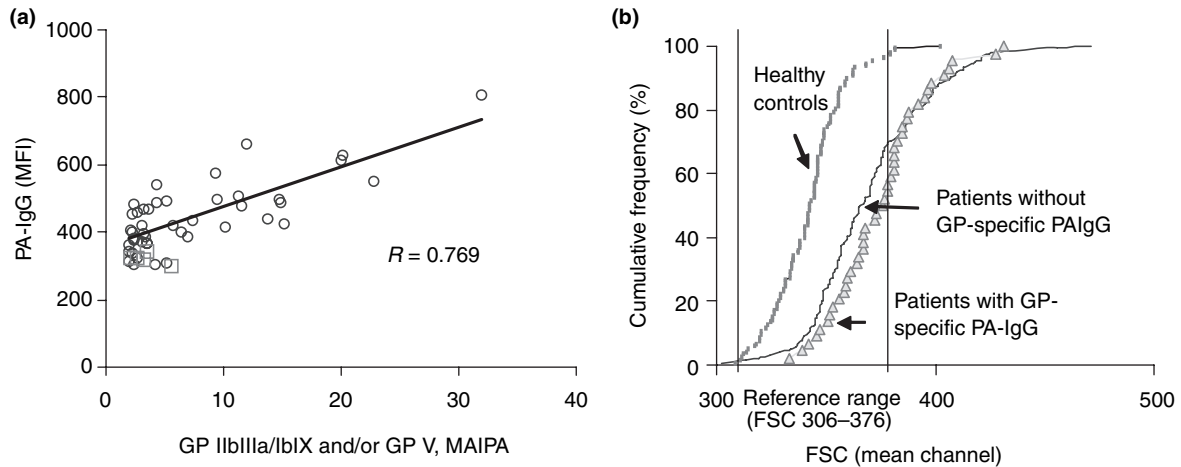 (a)
1000
800
600
400
200
0
PA-IgG (MFI)
R = 0.769
0 10 20 30 40
GP IIbIIIa/IbIX and/or GP V, MAIPA
(b)
100
80
60
40
20
0
Cumulative frequency (%)
Healthy
controls
Patients without
GP-specific PAIgG
Patients with GP-
specific PA-IgG
300 Reference range 400 500
(FSC 306–376)
FSC (mean channel)